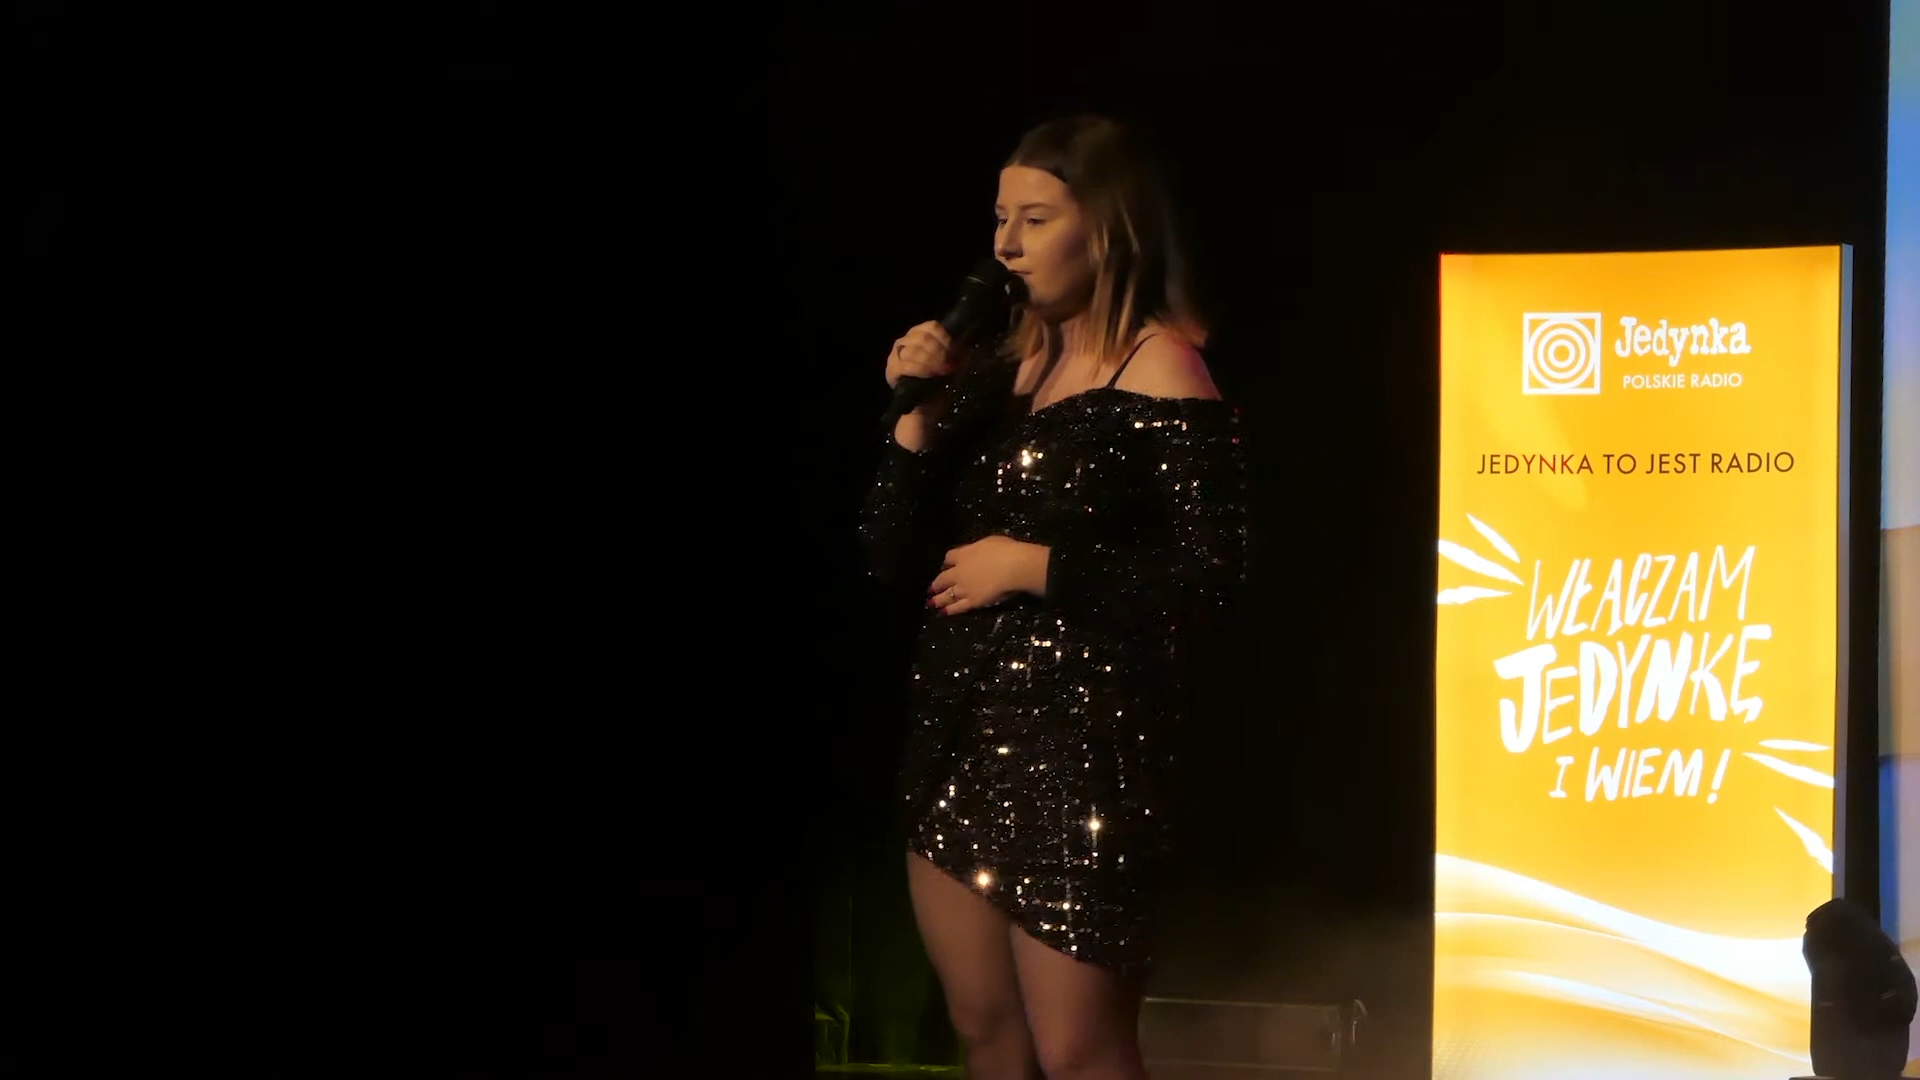 Jedynka
POLSKIE RADIO
JEDYNKA TO JEST RADIO
WŁĄCZAM
JEDYNKĘ
I WIEM!